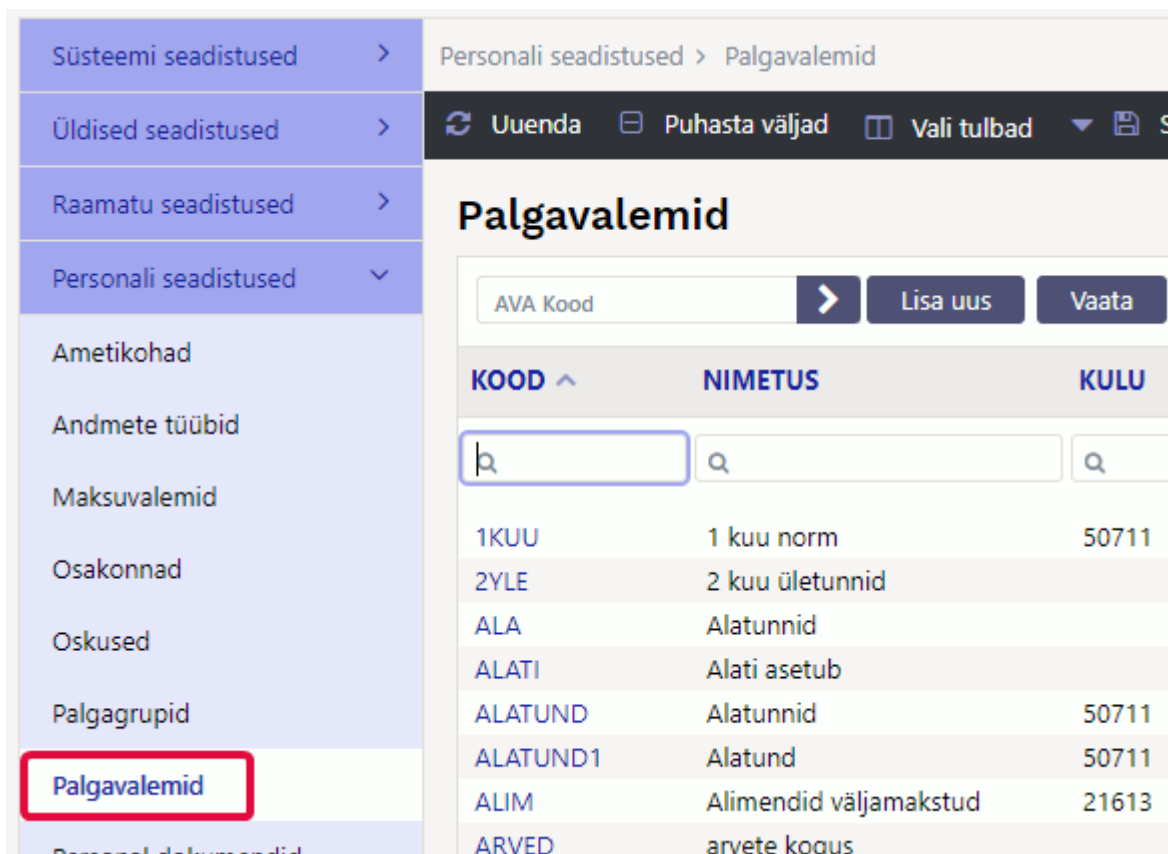 Süsteemi seadistused
Üldised seadistused
Raamatu seadistused
Personali seadistused
Ametikohad
Andmete tüübid
Maksuvalemid
Osakonnad
Oskused
Palgagrupid
Palgavalemid
Personali seadistused > Palgavalemid
Uuenda Puhasta väljad Vali tulbad S
Palgavalemid
AVA Kood Lisa uus Vaata
KOOD NIMETUS KULU
1KUU 1 kuu norm 50711
2YLE 2 kuu ületunnid
ALA Alatunnid
ALATI Alati asetub
ALATUND Alatunnid 50711
ALATUND1 Alatund 50711
ALIM Alimendid väljamakstud 21613
ARVED arvete kogus